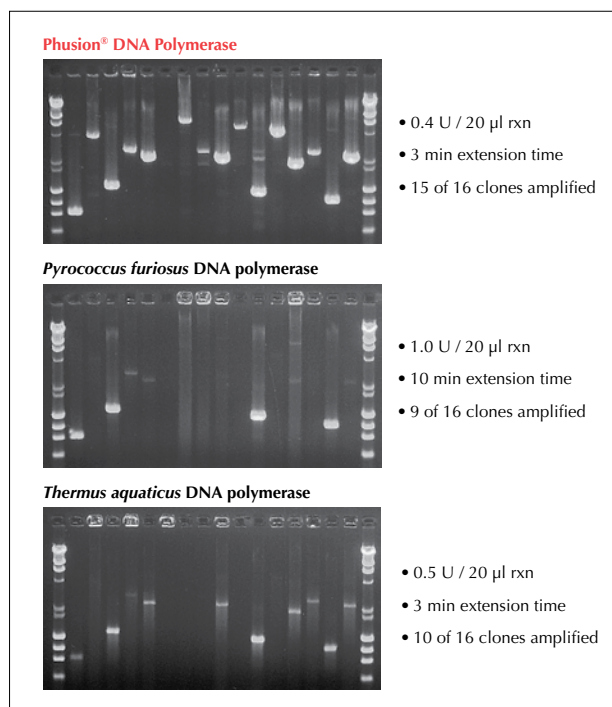 Phusion® DNA Polymerase
• 0.4 U / 20 µl rxn
• 3 min extension time
• 15 of 16 clones amplified
Pyrococcus furiosus DNA polymerase
• 1.0 U / 20 µl rxn
• 10 min extension time
• 9 of 16 clones amplified
Thermus aquaticus DNA polymerase
• 0.5 U / 20 µl rxn
• 3 min extension time
• 10 of 16 clones amplified